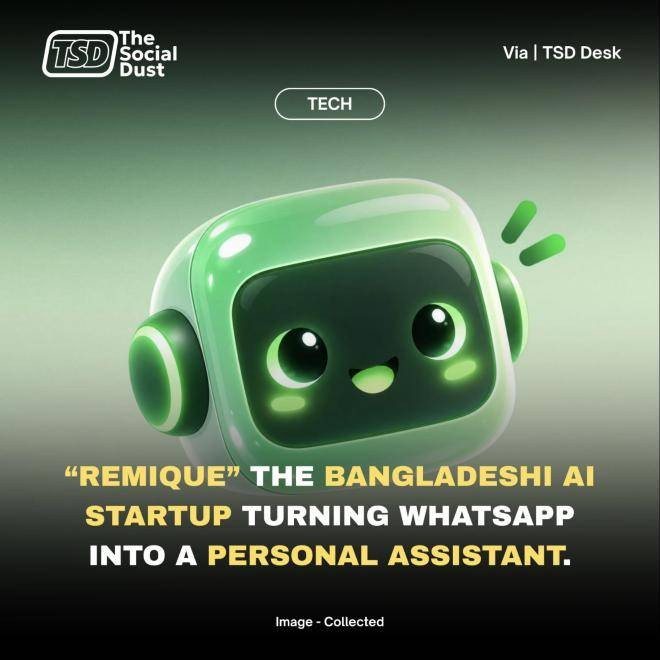 TSD
The
Social
Dust
Via | TSD Desk
TECH
“REMIQUE” THE BANGLADESHI AI
STARTUP TURNING WHATSAPP
INTO A PERSONAL ASSISTANT.
Image - Collected